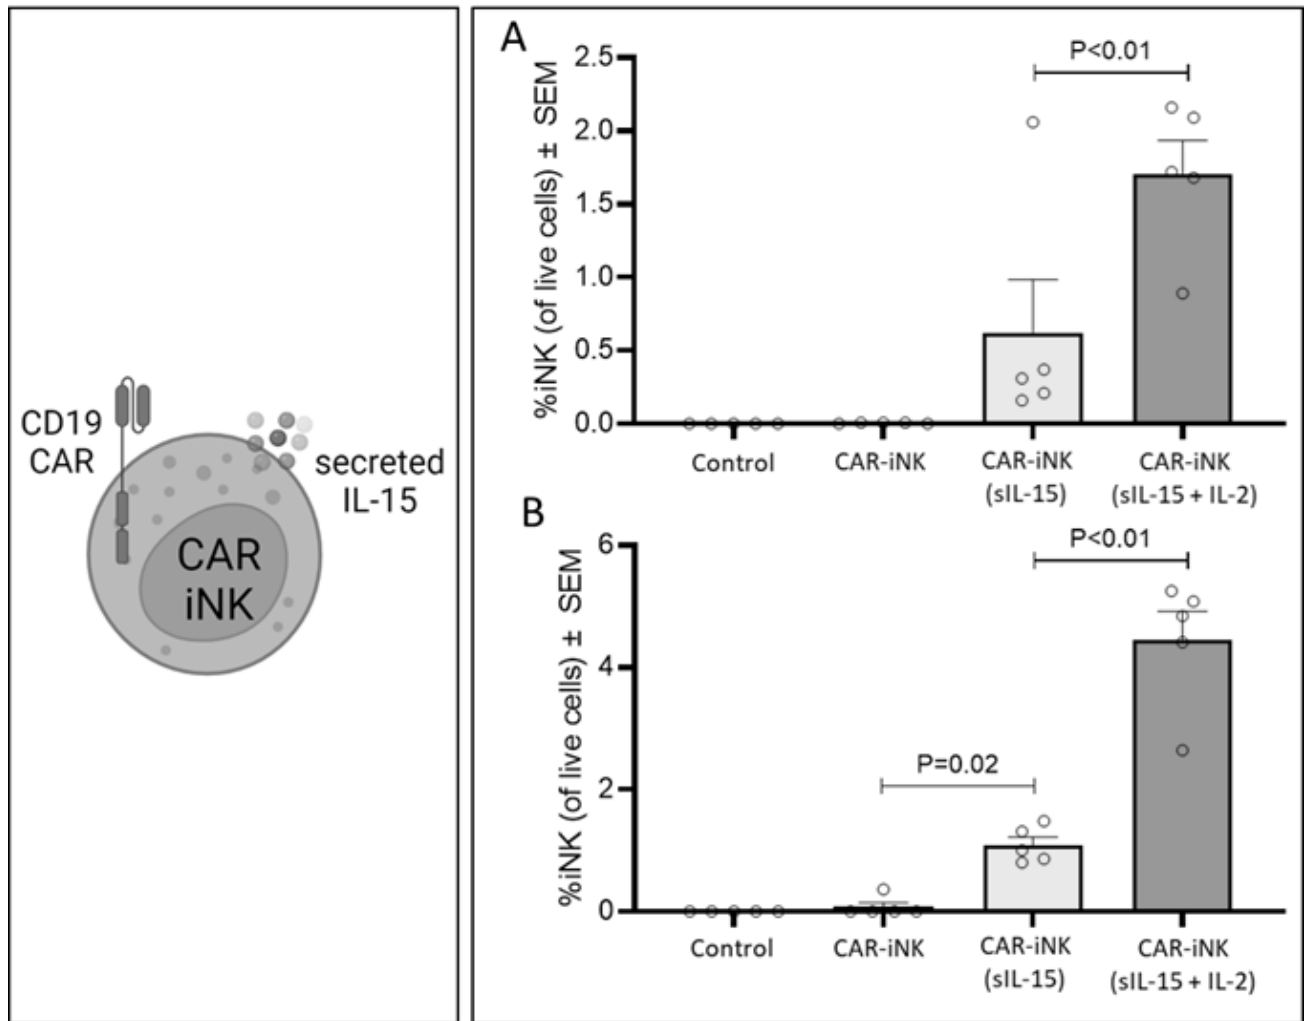 CD19
CAR
secreted
IL-15
CAR
iNK
A
%iNK (of live cells) ± SEM
2.5
2.0
1.5
1.0
0.5
0.0
P<0.01
Control
CAR-iNK
CAR-iNK
(sIL-15)
CAR-iNK
(sIL-15 + IL-2)
B
%iNK (of live cells) ± SEM
6
4
2
0
P=0.02
P<0.01
Control
CAR-iNK
CAR-iNK
(sIL-15)
CAR-iNK
(sIL-15 + IL-2)